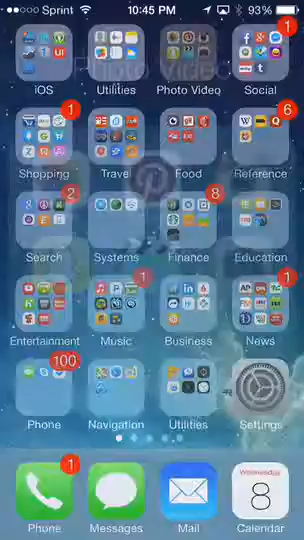 Sprint 10:45 PM 93%
Photo Video
1
iOS Utilities Photo Video Social
1 6
Shopping Travel Food Reference
2 8
Search Systems Finance Education
1 1
Entertainment Music Business News
100
Phone Navigation Utilities Settings
1
Wednesday
8
Phone Messages Mail Calendar